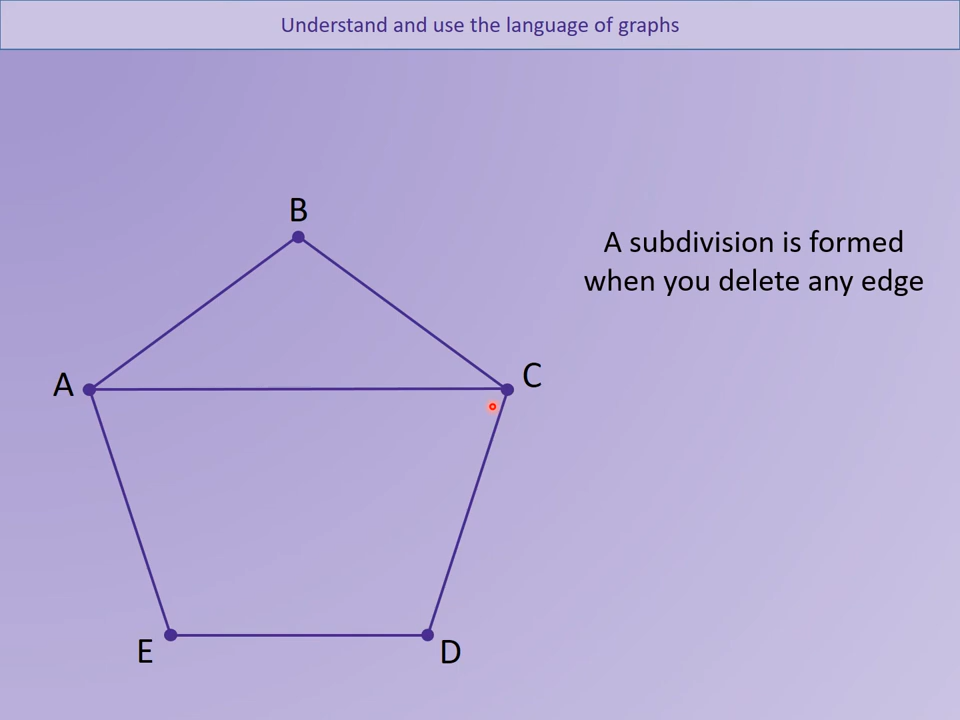 Understand and use the language of graphs
B
A subdivision is formed
when you delete any edge
A
C
E
D